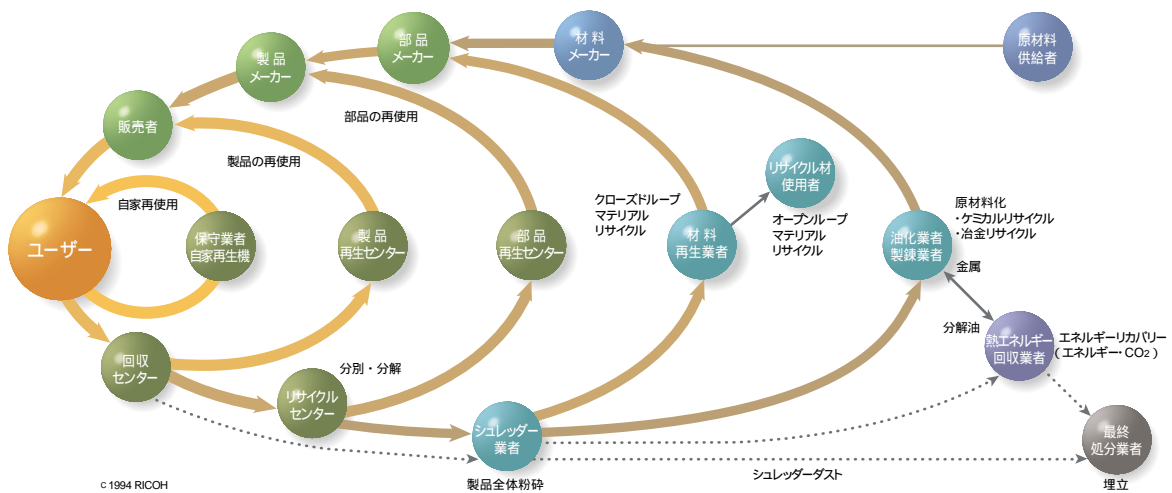 部品
メーカー
材料
メーカー
原材料
供給者
製品
メーカー
販売者
部品の再使用
製品の再使用
自家再使用
リサイクル材
使用者
クローズドループ
マテリアル
リサイクル
オープンループ
マテリアル
リサイクル
原材料化
・ケミカルリサイクル
・冶金リサイクル
ユーザー
保守業者
自家再生機
製品
再生センター
部品
再生センター
材料
再生業者
油化業者
製錬業者
金属
分解油
熱エネルギー
回収業者
エネルギーリカバリー
(エネルギー・CO2)
回収
センター
分別・分解
リサイクル
センター
シュレッダー
業者
製品全体粉砕
シュレッダーダスト
最終
処分業者
埋立
C 1994 RICOH